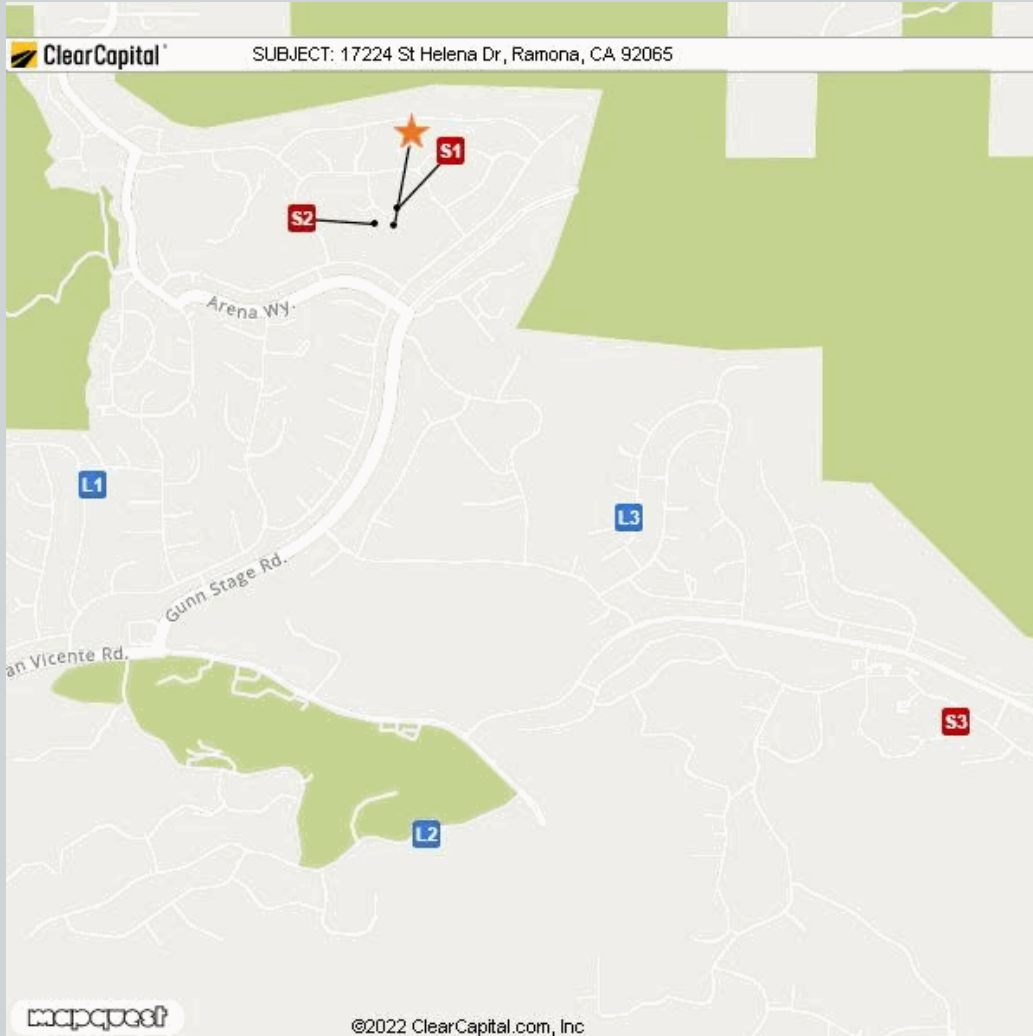 ClearCapital SUBJECT: 17224 St Helena Dr, Ramona, CA 92065
S1
S2
Arena Wy.
L1
L3
Gunn Stage Rd.
an Vicente Rd.
S3
L2
mapquest
©2022 ClearCapital.com, Inc